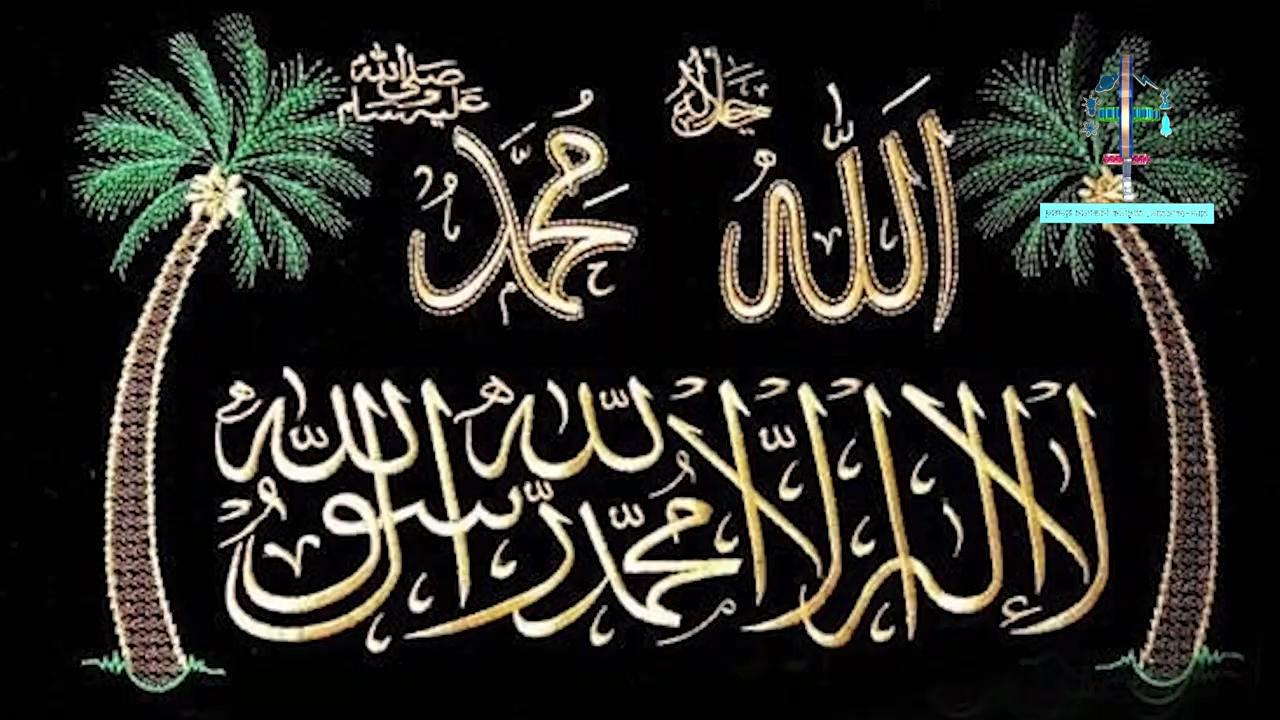 الله جل جلاله
محمد صلى الله عليه وسلم
لا إله إلا الله محمد رسول الله